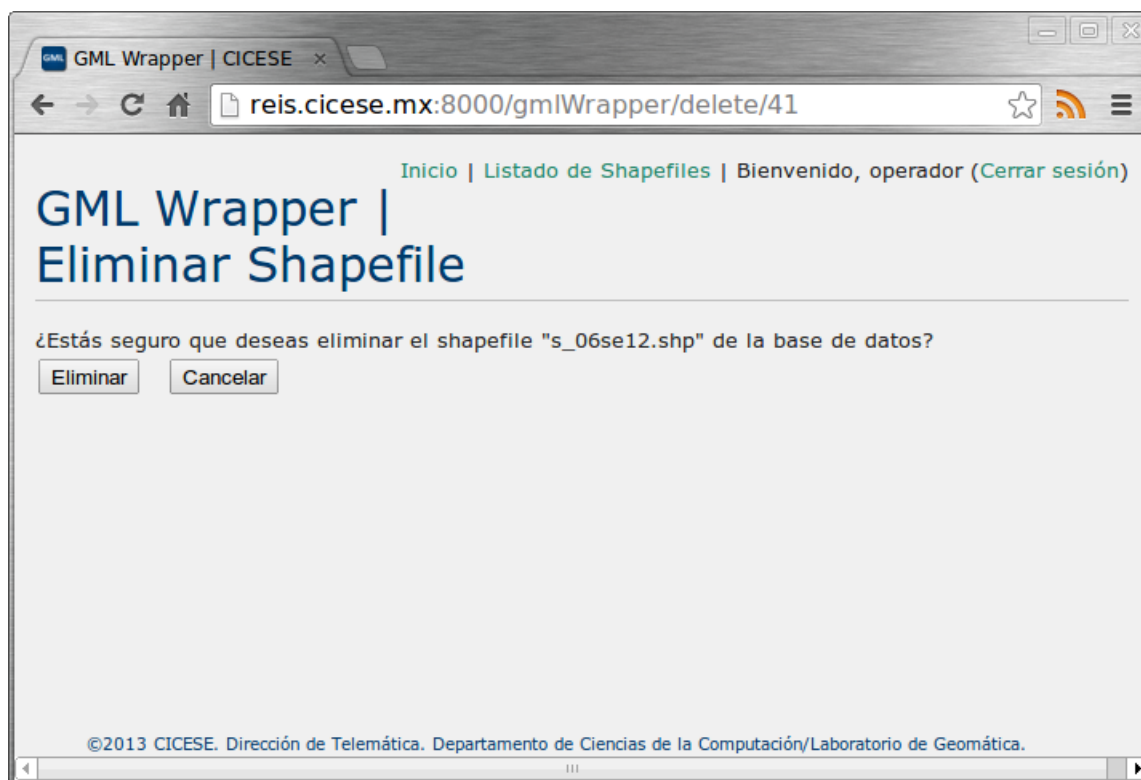 GML GML Wrapper | CICESE ×
reis.cicese.mx:8000/gmlWrapper/delete/41
Inicio | Listado de Shapefiles | Bienvenido, operador (Cerrar sesión)
GML Wrapper |
Eliminar Shapefile
¿Estás seguro que deseas eliminar el shapefile "s_06se12.shp" de la base de datos?
Eliminar Cancelar
©2013 CICESE. Dirección de Telemática. Departamento de Ciencias de la Computación/Laboratorio de Geomática.